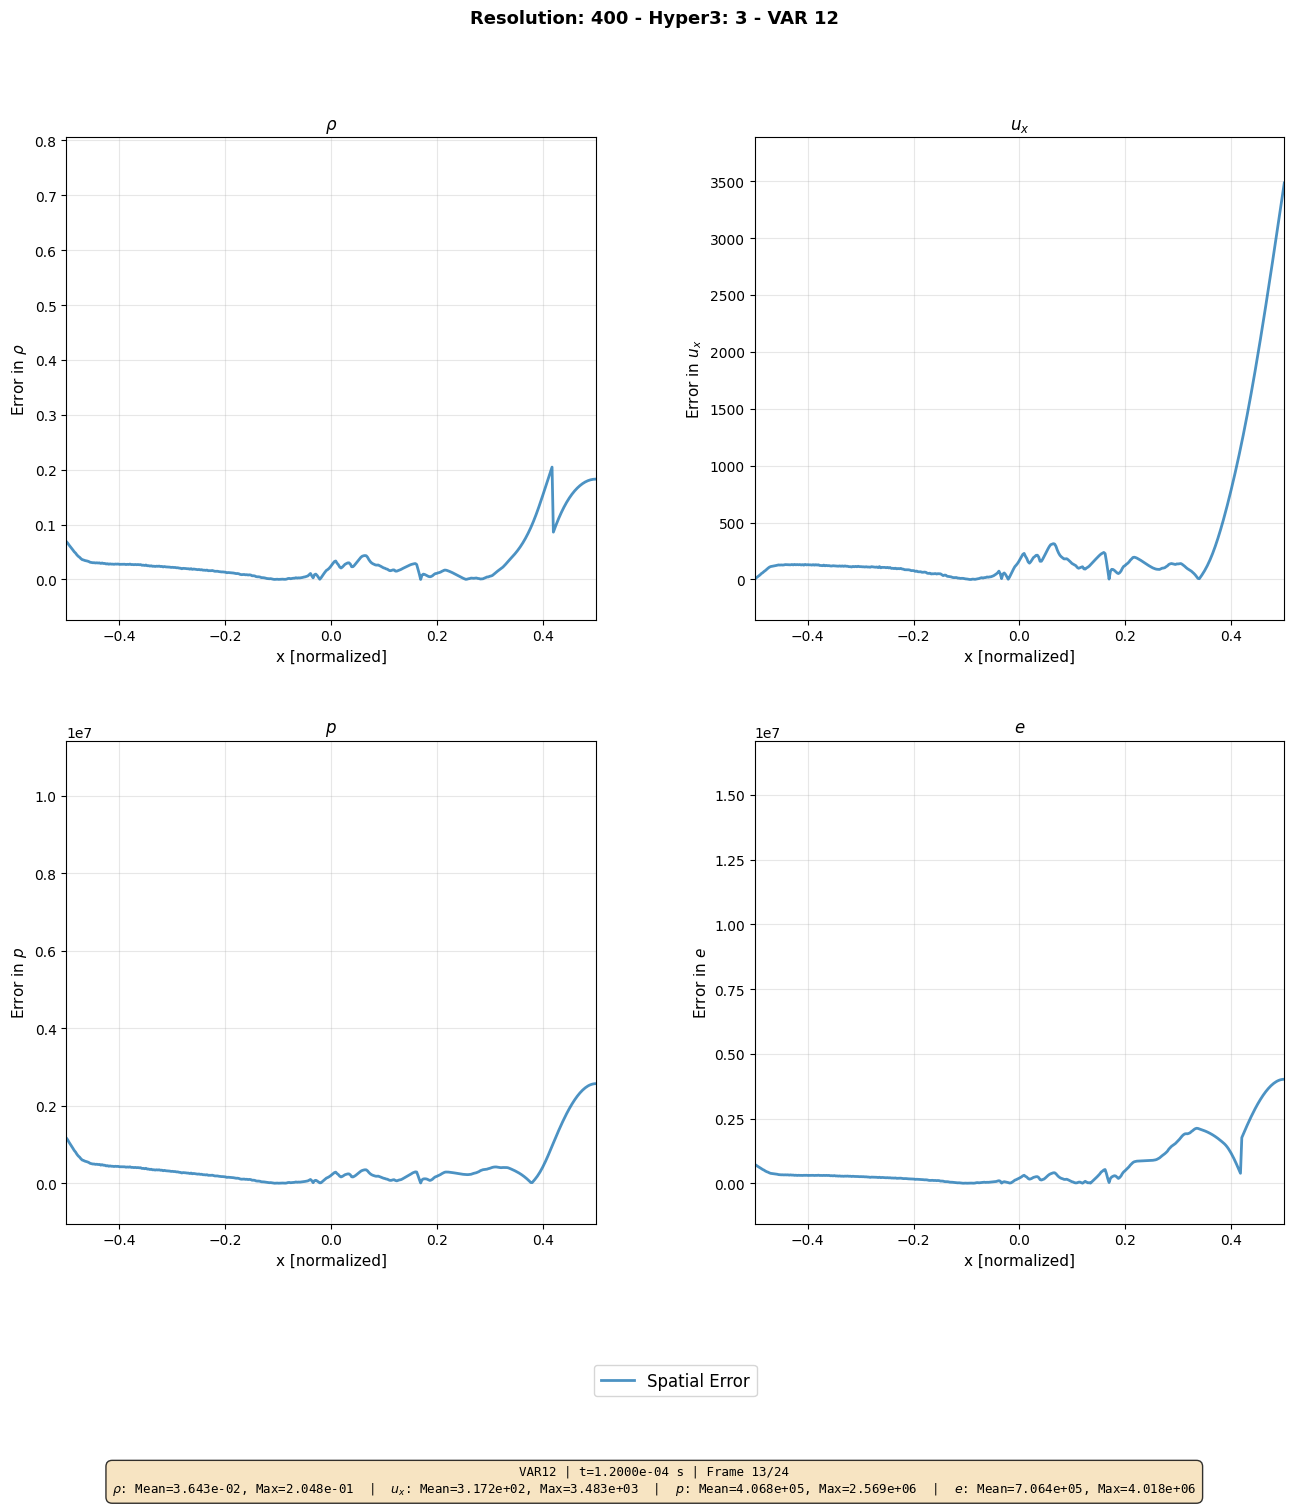 Resolution: 400 - Hyper3: 3 - VAR 12
ρ
0.8
0.7
0.6
0.5
0.4
0.3
0.2
0.1
0.0
Error in ρ
−0.4 −0.2 0.0 0.2 0.4
x [normalized]
u_x
3500
3000
2500
2000
1500
1000
500
0
Error in u_x
−0.4 −0.2 0.0 0.2 0.4
x [normalized]
p
1e7
1.0
0.8
0.6
0.4
0.2
0.0
Error in p
−0.4 −0.2 0.0 0.2 0.4
x [normalized]
e
1e7
1.50
1.25
1.00
0.75
0.50
0.25
0.00
Error in e
−0.4 −0.2 0.0 0.2 0.4
x [normalized]
Spatial Error
VAR12 | t=1.2000e-04 s | Frame 13/24
ρ: Mean=3.643e-02, Max=2.048e-01 | u_x: Mean=3.172e+02, Max=3.483e+03 | p: Mean=4.068e+05, Max=2.569e+06 | e: Mean=7.064e+05, Max=4.018e+06